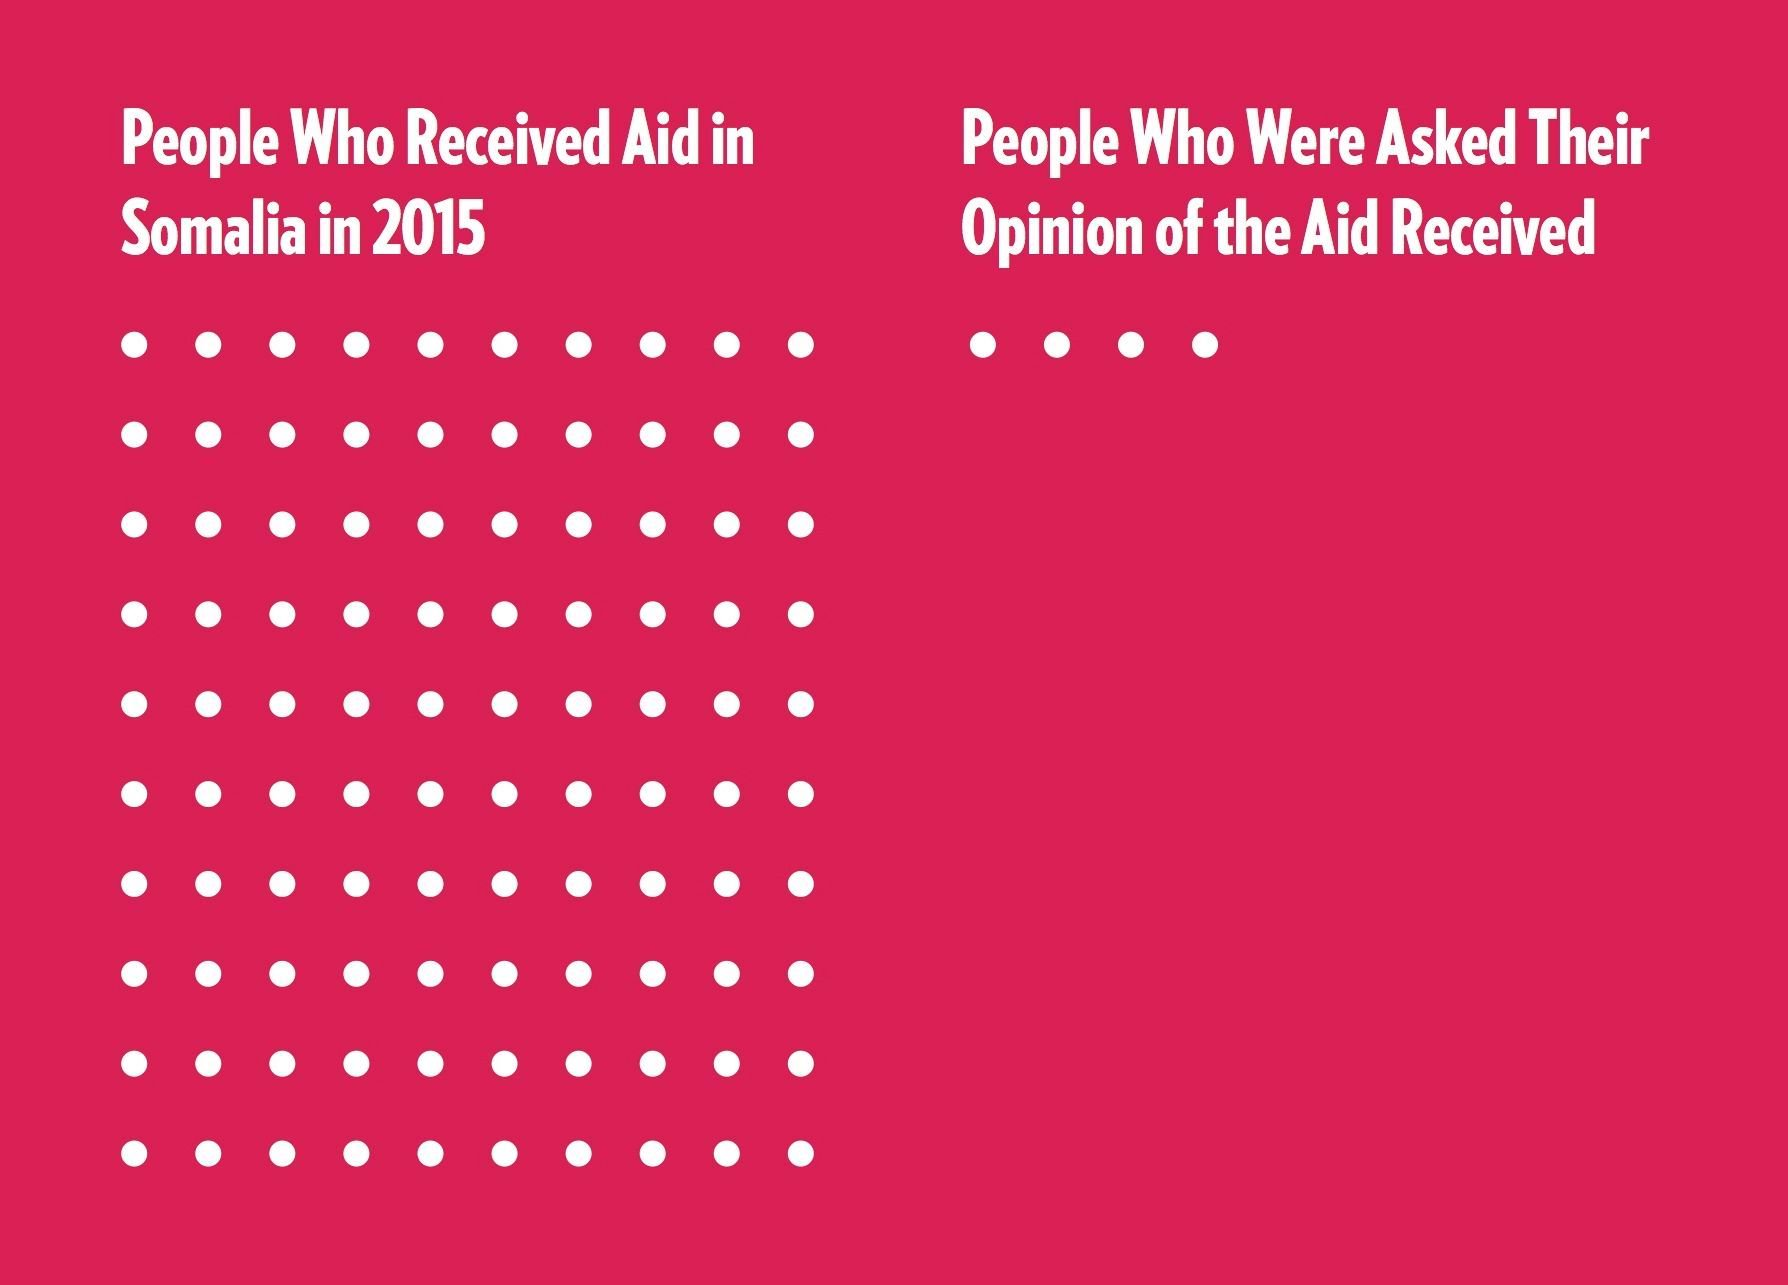 People Who Received Aid in
Somalia in 2015
People Who Were Asked Their
Opinion of the Aid Received